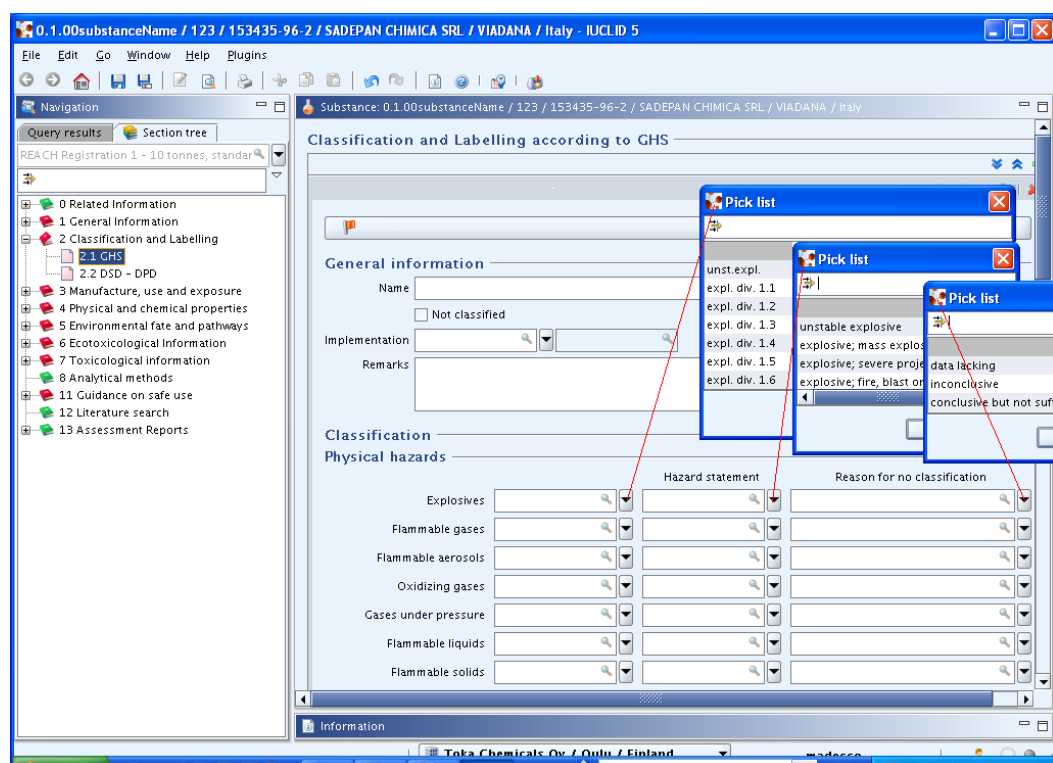 0.1.00substanceName / 123 / 153435-96-2 / SADEPAN CHIMICA SRL / VIADANA / Italy - IUCLID 5
File Edit Go Window Help Plugins
Navigation
Substance: 0.1.00substanceName / 123 / 153435-96-2 / SADEPAN CHIMICA SRL / VIADANA / Italy
Query results Section tree
REACH Registration 1 - 10 tonnes, standar
0 Related Information
1 General Information
2 Classification and Labelling
2.1 GHS
2.2 DSD - DPD
3 Manufacture, use and exposure
4 Physical and chemical properties
5 Environmental fate and pathways
6 Ecotoxicological Information
7 Toxicological information
8 Analytical methods
11 Guidance on safe use
12 Literature search
13 Assessment Reports
Classification and Labelling according to GHS
General information
Name
Not classified
Implementation
Remarks
Pick list
unst.expl.
expl. div. 1.1
expl. div. 1.2
expl. div. 1.3
expl. div. 1.4
expl. div. 1.5
expl. div. 1.6
Pick list
unstable explosive
explosive; mass explos
explosive; severe proje
explosive; fire, blast or
Pick list
data lacking
inconclusive
conclusive but not suf
Classification
Physical hazards
Hazard statement Reason for no classification
Explosives
Flammable gases
Flammable aerosols
Oxidizing gases
Gases under pressure
Flammable liquids
Flammable solids
Information
Toka Chemicals Oy / Oulu / Finland